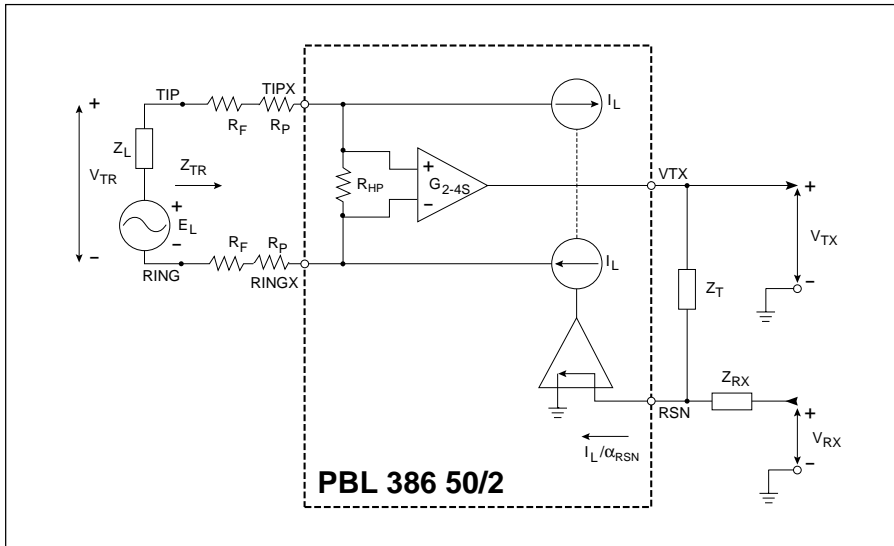 TIP
TIPX
R_F
R_P
I_L
+
Z_L
Z_TR
V_TR
+
E_L
−
R_HP
+
G_2-4S
−
VTX
+
V_TX
−
−
RING
R_F
R_P
RINGX
I_L
Z_T
Z_RX
RSN
+
V_RX
−
I_L/α_RSN
PBL 386 50/2